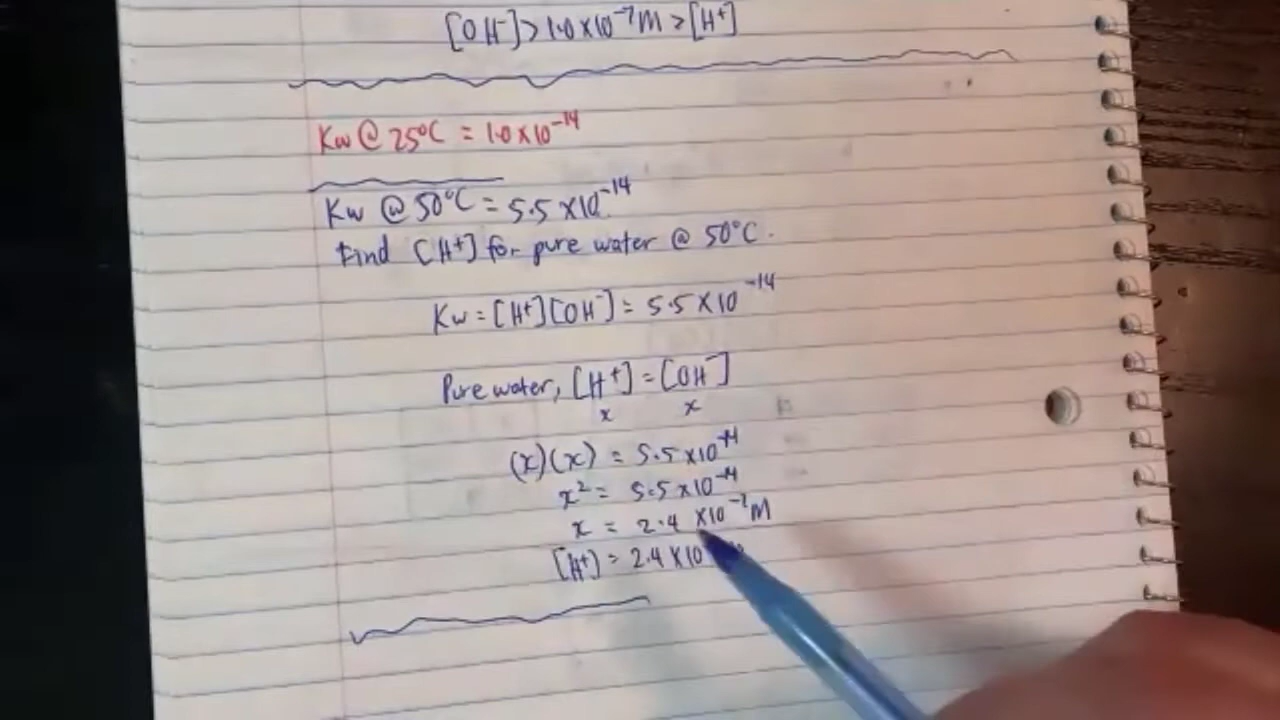 [OH⁻] > 1.0×10⁻⁷M > [H⁺]
Kw @ 25°C = 1.0×10⁻¹⁴
Kw @ 50°C = 5.5×10⁻¹⁴
Find [H⁺] for pure water @ 50°C.
Kw = [H⁺][OH⁻] = 5.5×10⁻¹⁴
Pure water, [H⁺] = [OH⁻]
x x
(x)(x) = 5.5×10⁻¹⁴
x² = 5.5×10⁻¹⁴
x = 2.4×10⁻⁷M
[H⁺) = 2.4×10